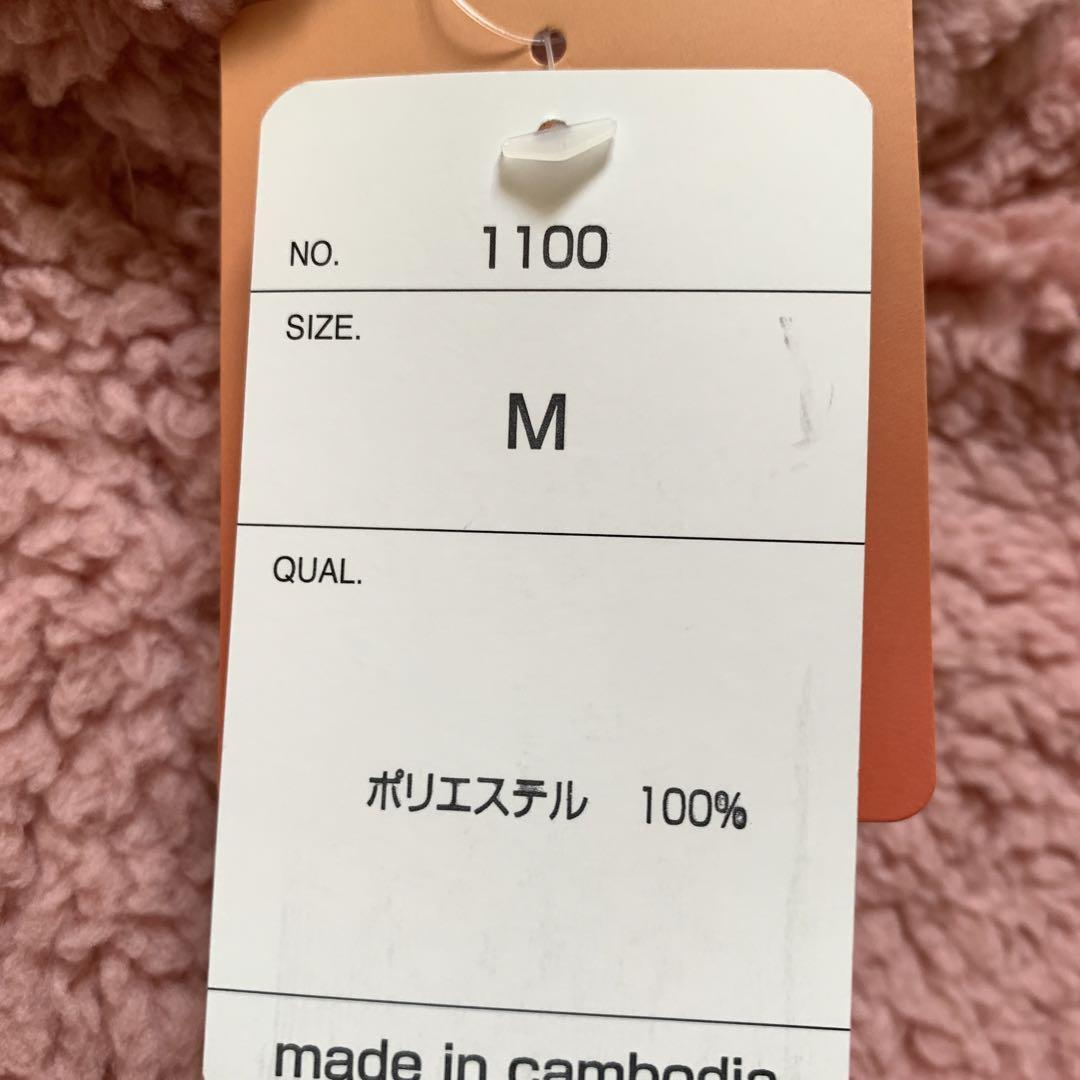 NO. 1100
SIZE.
M
QUAL.
ポリエステル 100%
made in cambodia